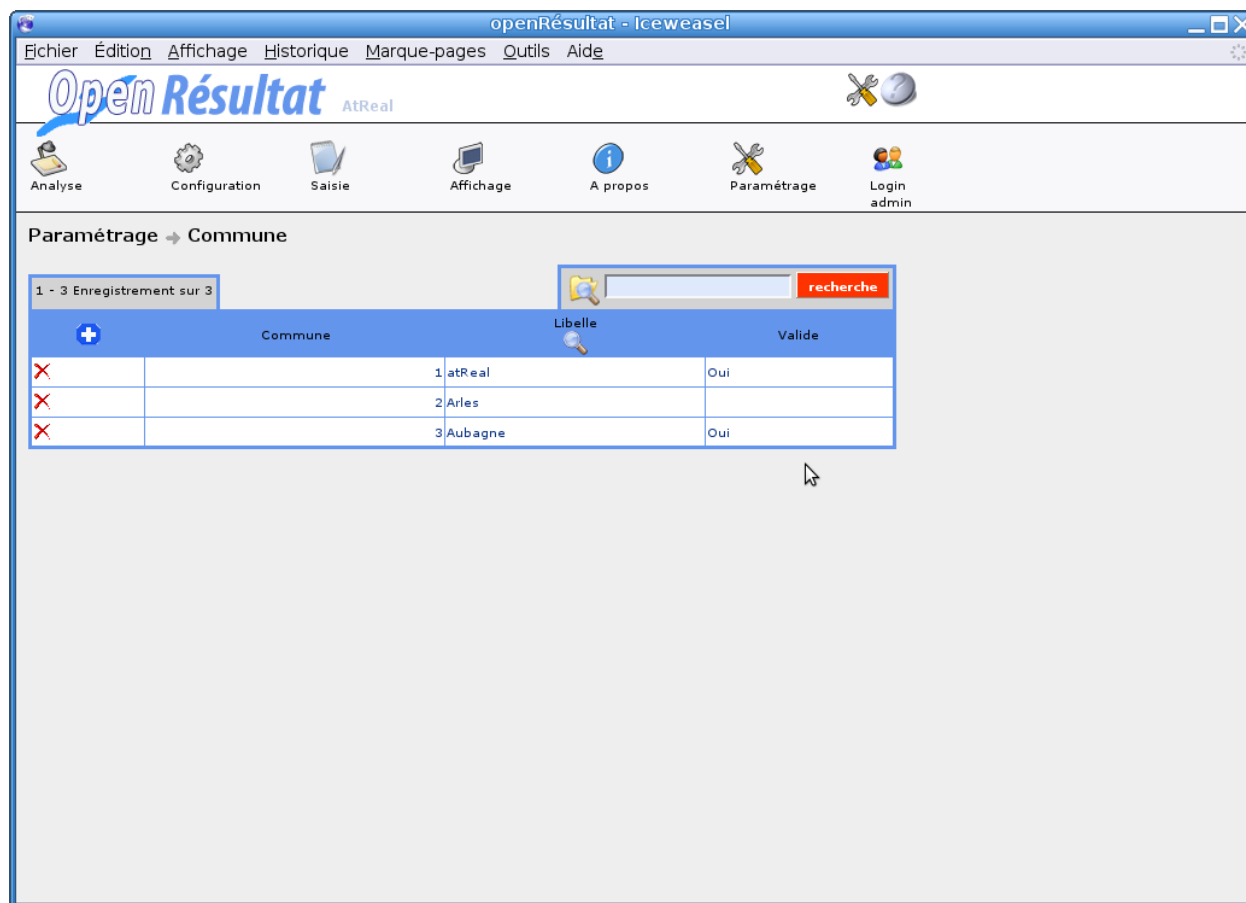 openRésultat - Iceweasel
Fichier Édition Affichage Historique Marque-pages Outils Aide
Open Résultat AtReal
Analyse Configuration Saisie Affichage A propos Paramétrage Login admin
Paramétrage Commune
1 - 3 Enregistrement sur 3
recherche
Commune Libelle Valide
1 atReal Oui
2 Arles
3 Aubagne Oui